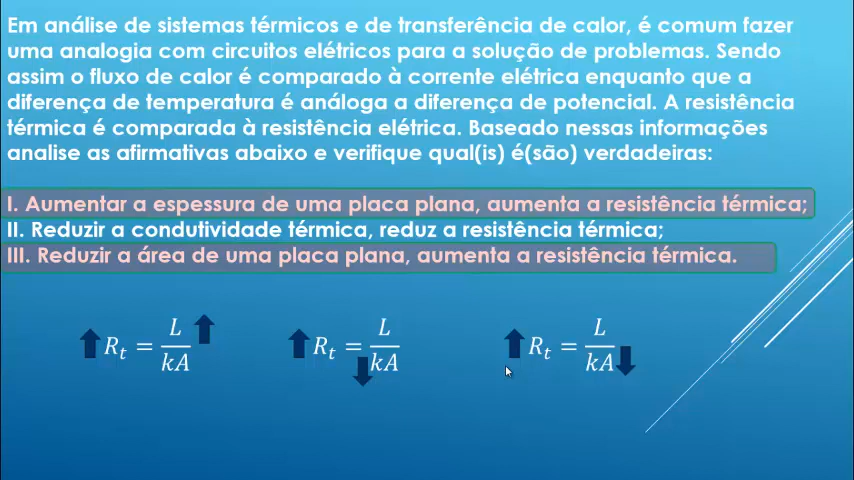 Em análise de sistemas térmicos e de transferência de calor, é comum fazer
uma analogia com circuitos elétricos para a solução de problemas. Sendo
assim o fluxo de calor é comparado à corrente elétrica enquanto que a
diferença de temperatura é análoga a diferença de potencial. A resistência
térmica é comparada à resistência elétrica. Baseado nessas informações
analise as afirmativas abaixo e verifique qual(is) é(são) verdadeiras:
I. Aumentar a espessura de uma placa plana, aumenta a resistência térmica;
II. Reduzir a condutividade térmica, reduz a resistência térmica;
III. Reduzir a área de uma placa plana, aumenta a resistência térmica.
R_t = L/kA R_t = L/kA R_t = L/kA